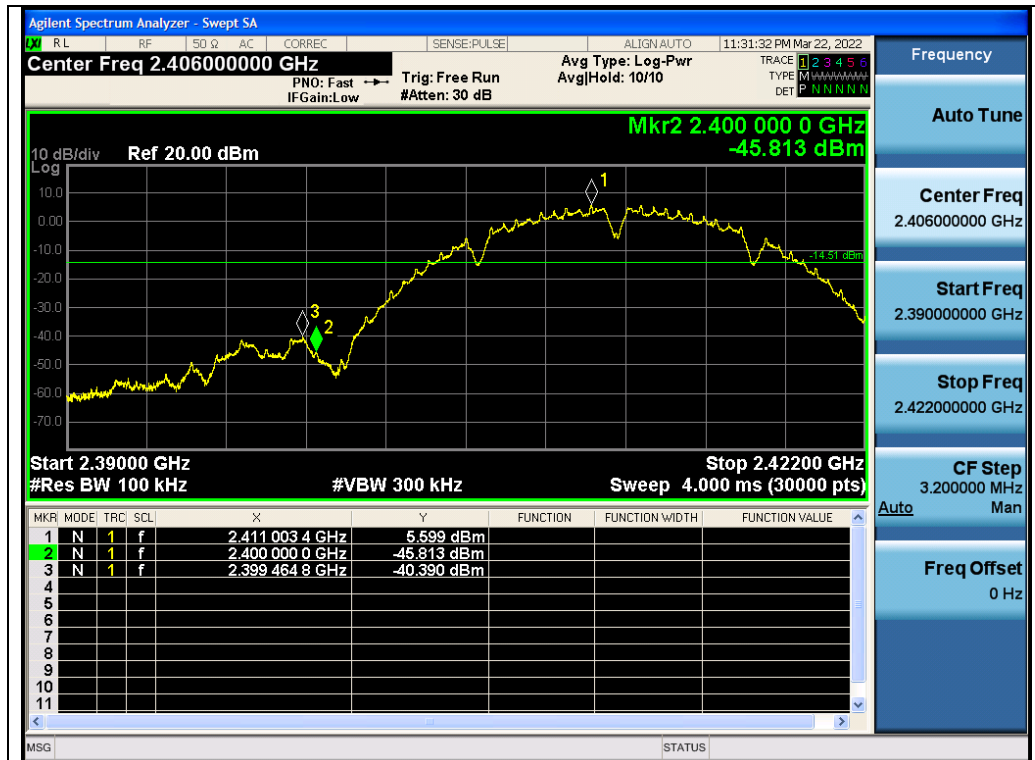 Agilent Spectrum Analyzer - Swept SA
LXI RL RF 50 Ω AC CORREC SENSE:PULSE ALIGN AUTO 11:31:32 PM Mar 22, 2022
Center Freq 2.406000000 GHz
PNO: Fast
IFGain:Low
Trig: Free Run
#Atten: 30 dB
Avg Type: Log-Pwr
Avg|Hold: 10/10
TRACE 1 2 3 4 5 6
TYPE M WWWWW
DET P N N N N N
Mkr2 2.400 000 0 GHz
-45.813 dBm
10 dB/div Ref 20.00 dBm
Log
10.0
0.00
-10.0
-20.0
-30.0
-40.0
-50.0
-60.0
-70.0
1
3
2
-14.51 dBm
Start 2.39000 GHz Stop 2.42200 GHz
#Res BW 100 kHz #VBW 300 kHz Sweep 4.000 ms (30000 pts)
MKR MODE TRC SCL X Y FUNCTION FUNCTION WIDTH FUNCTION VALUE
1 N 1 f 2.411 003 4 GHz 5.599 dBm
2 N 1 f 2.400 000 0 GHz -45.813 dBm
3 N 1 f 2.399 464 8 GHz -40.390 dBm
4
5
6
7
8
9
10
11
MSG STATUS
Frequency
Auto Tune
Center Freq
2.406000000 GHz
Start Freq
2.390000000 GHz
Stop Freq
2.422000000 GHz
CF Step
3.200000 MHz
Auto Man
Freq Offset
0 Hz